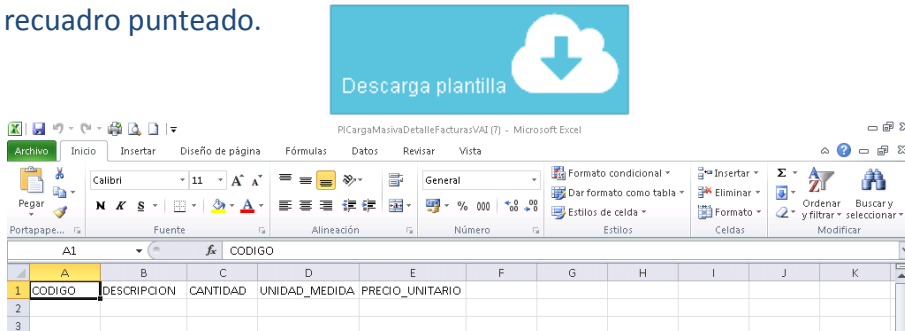 recuadro punteado.
Descarga plantilla
PlCargaMasivaDetalleFacturasVAI (7) - Microsoft Excel
Archivo Inicio Insertar Diseño de página Fórmulas Datos Revisar Vista
Pegar
Calibri 11 A A
N K S
General
% 000
Formato condicional
Dar formato como tabla
Estilos de celda
Insertar
Eliminar
Formato
Σ
Ordenar y filtrar
Buscar y seleccionar
Portapape... Fuente Alineación Número Estilos Celdas Modificar
A1 fx CODIGO
A B C D E F G H I J K
1 CODIGO DESCRIPCION CANTIDAD UNIDAD_MEDIDA PRECIO_UNITARIO
2
3